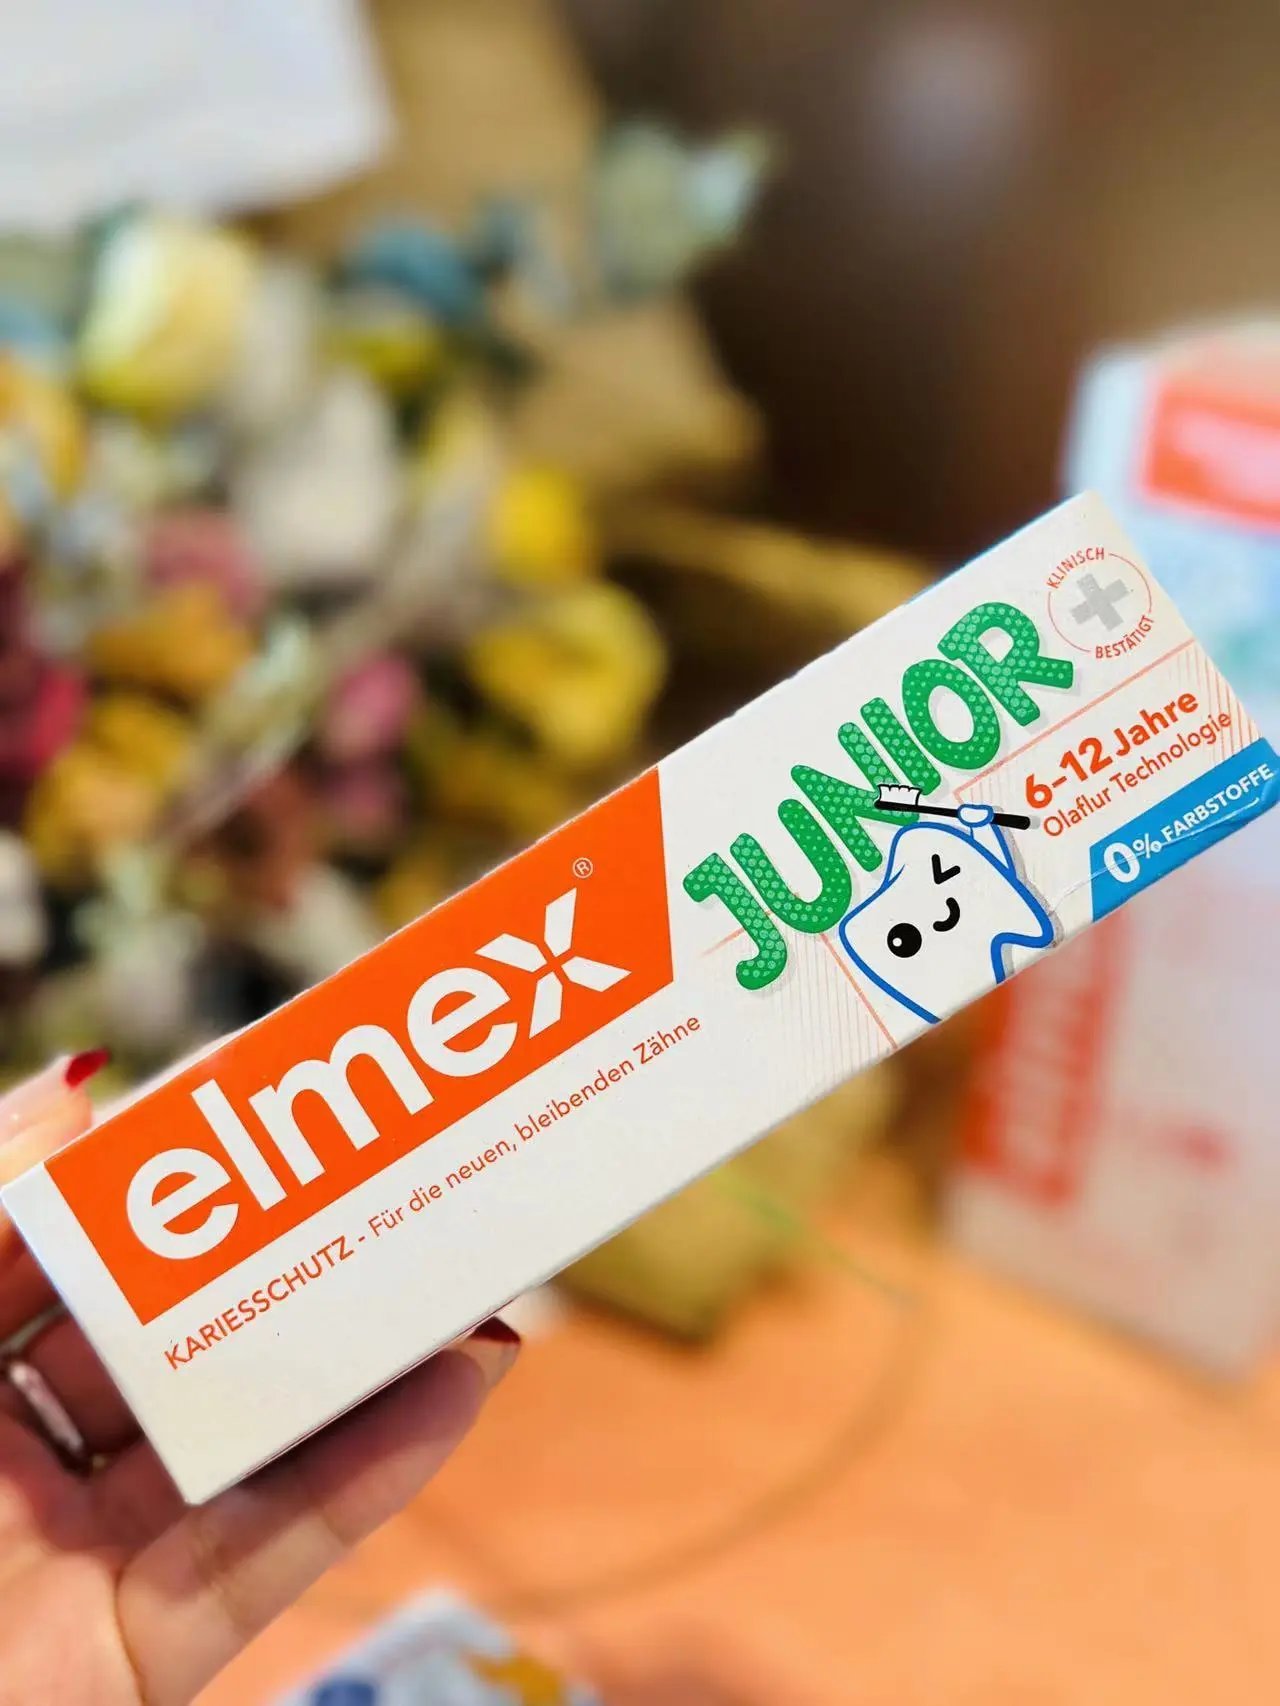 elmex®
KARIESSCHUTZ - Für die neuen, bleibenden Zähne
JUNIOR
KLINISCH
BESTÄTIGT
6-12 Jahre
Olaflur Technologie
0% FARBSTOFFE